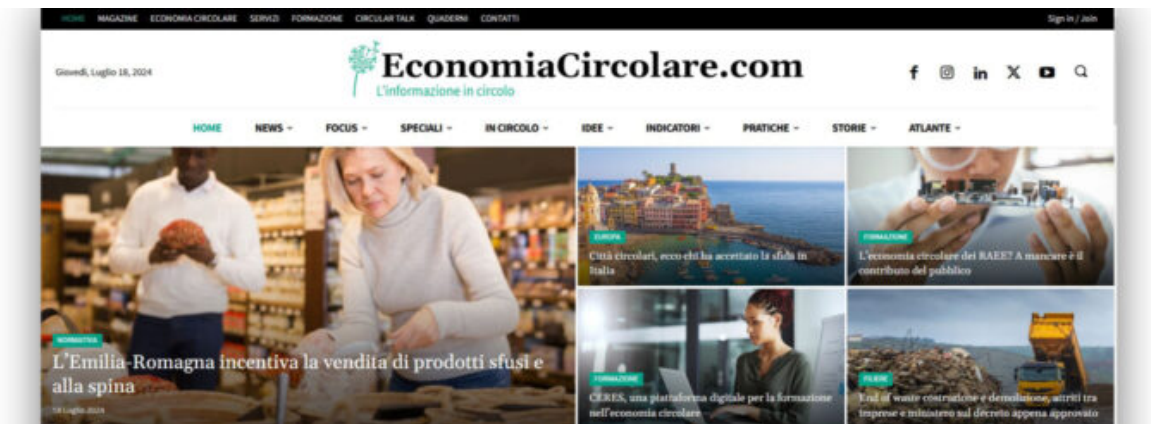 HOME MAGAZINE ECONOMIA CIRCOLARE SERVIZI FORMAZIONE CIRCULAR TALK QUADERNI CONTATTI Sign in / Join
Giovedì, Luglio 18, 2024
EconomiaCircolare.com
L'informazione in circolo
HOME NEWS FOCUS SPECIALI IN CIRCOLO IDEE INDICATORI PRATICHE STORIE ATLANTE
NORMATIVA
L'Emilia-Romagna incentiva la vendita di prodotti sfusi e
alla spina
18 Luglio 2024
EUROPA
Città circolari, ecco chi ha accettato la sfida in
Italia
FORMAZIONE
L'economia circolare dei RAEE? A mancare è il
contributo del pubblico
FORMAZIONE
CERES, una piattaforma digitale per la formazione
nell'economia circolare
FILIERE
End of waste costruzione e demolizione, attriti tra
imprese e ministero sul decreto appena approvato